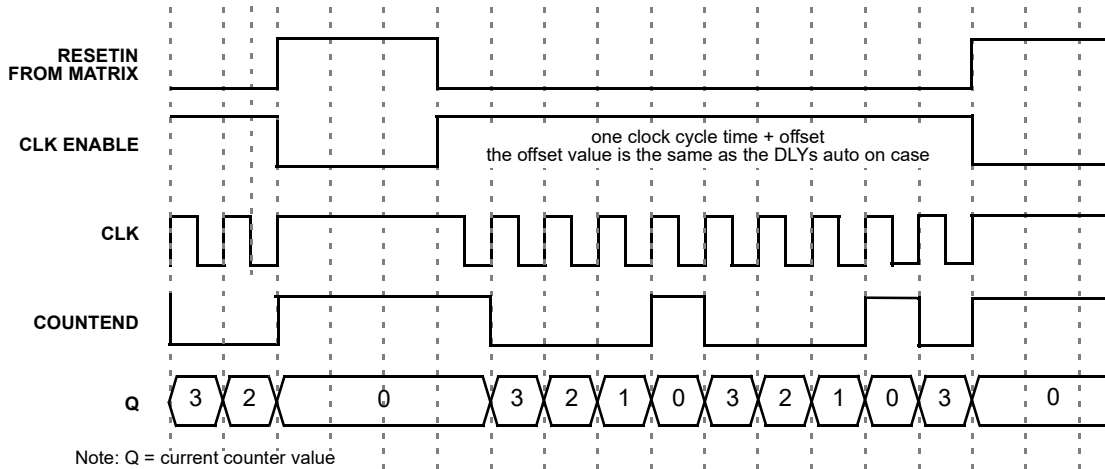 RESETIN
FROM MATRIX
CLK ENABLE
one clock cycle time + offset
the offset value is the same as the DLYs auto on case
CLK
COUNTEND
Q
3 2 0 3 2 1 0 3 2 1 0 3 0
Note: Q = current counter value